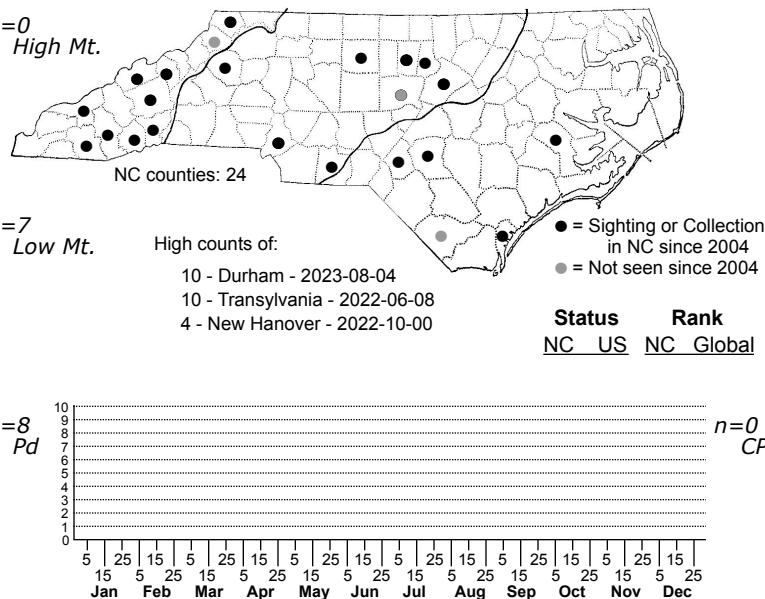 =0
High Mt.
NC counties: 24
=7
Low Mt.
High counts of:
10 - Durham - 2023-08-04
10 - Transylvania - 2022-06-08
4 - New Hanover - 2022-10-00
= Sighting or Collection
in NC since 2004
= Not seen since 2004
Status Rank
NC US NC Global
=8
Pd
n=0
CP
10
9
8
7
6
5
4
3
2
1
0
5 25 15 5 25 15 5 25 15 5 25 15 5 25 15 5 25 15
15 5 25 15 5 25 15 5 25 15 5 25 15 5 25 15 5 25
Jan Feb Mar Apr May Jun Jul Aug Sep Oct Nov Dec